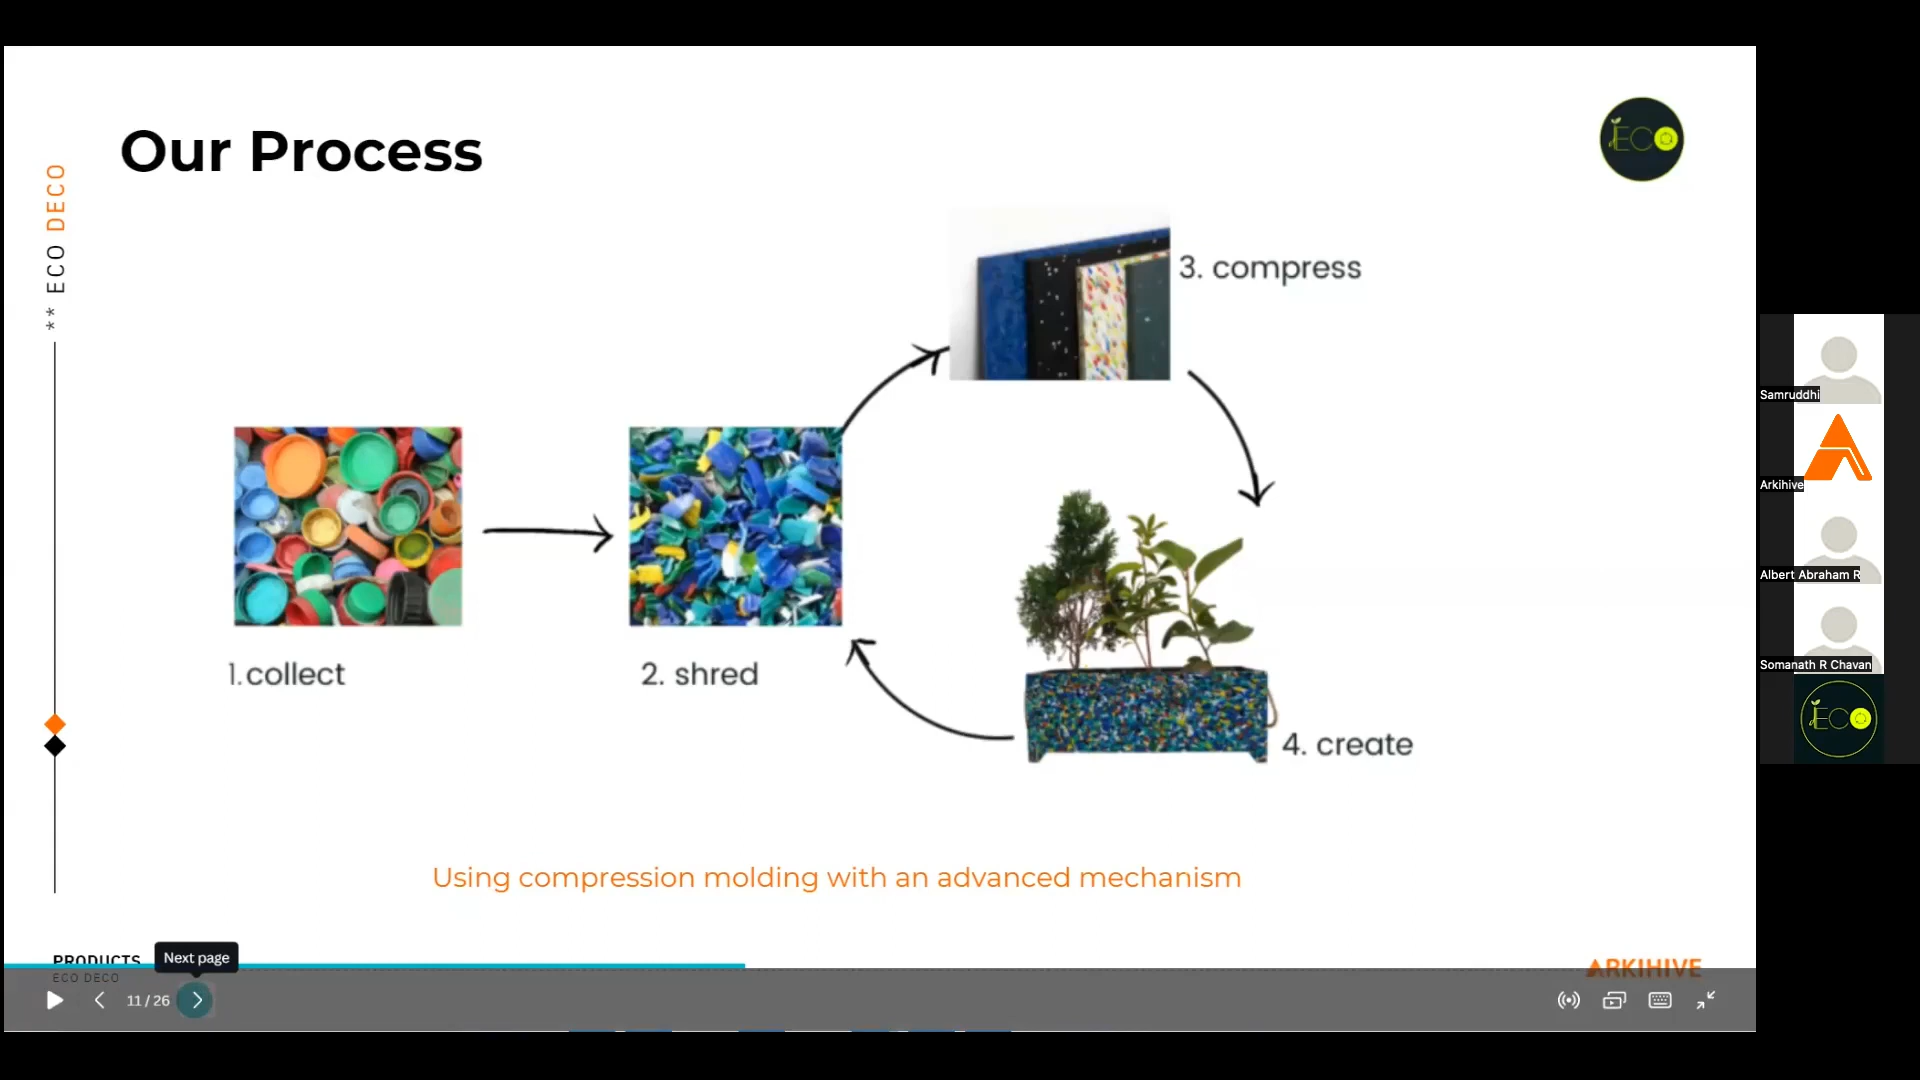 Our Process
ECO
** ECO DECO
3. compress
1. collect
2. shred
4. create
Using compression molding with an advanced mechanism
PRODUCTS
ECO DECO
Next page
11 / 26
ARKIHIVE
Samruddhi
Arkihive
Albert Abraham R
Somanath R Chavan
ECO